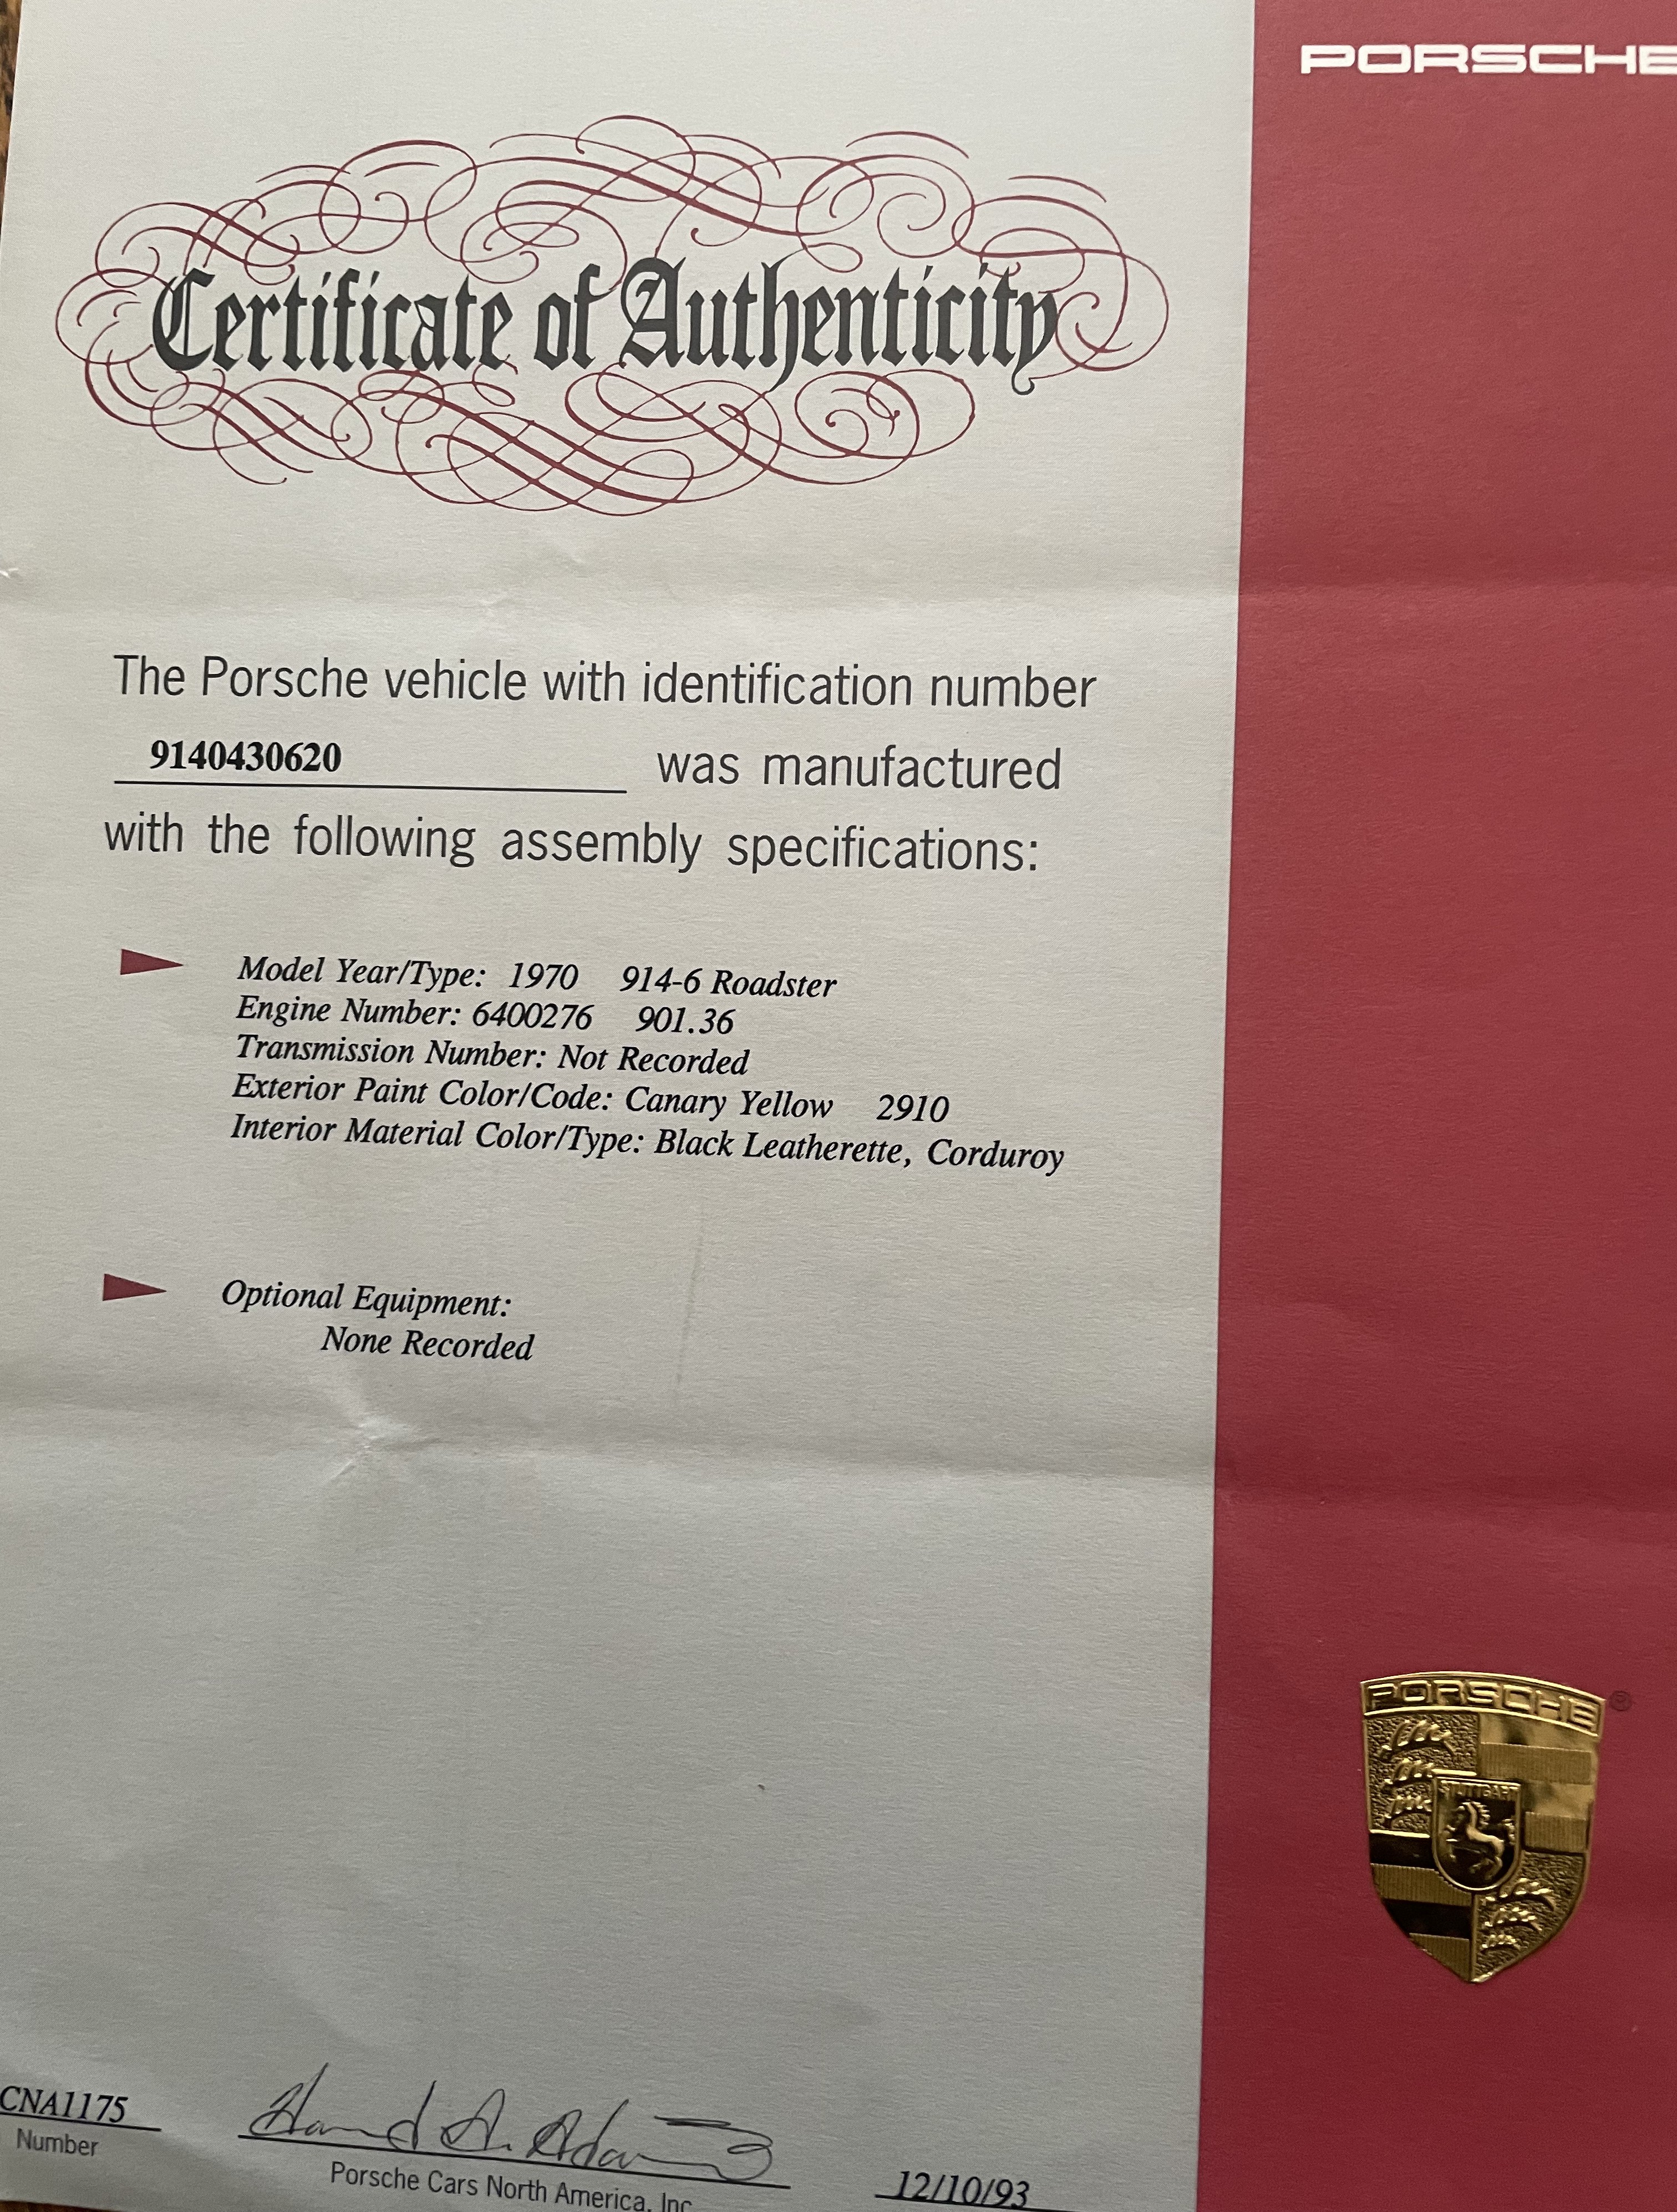 PORSCHE
Certificate of Authenticity
The Porsche vehicle with identification number
9140430620 was manufactured
with the following assembly specifications:
Model Year/Type: 1970 914-6 Roadster
Engine Number: 6400276 901.36
Transmission Number: Not Recorded
Exterior Paint Color/Code: Canary Yellow 2910
Interior Material Color/Type: Black Leatherette, Corduroy
Optional Equipment:
None Recorded
PORSCHE ®
STUTTGART
CNA1175
Number
Porsche Cars North America, Inc
12/10/93